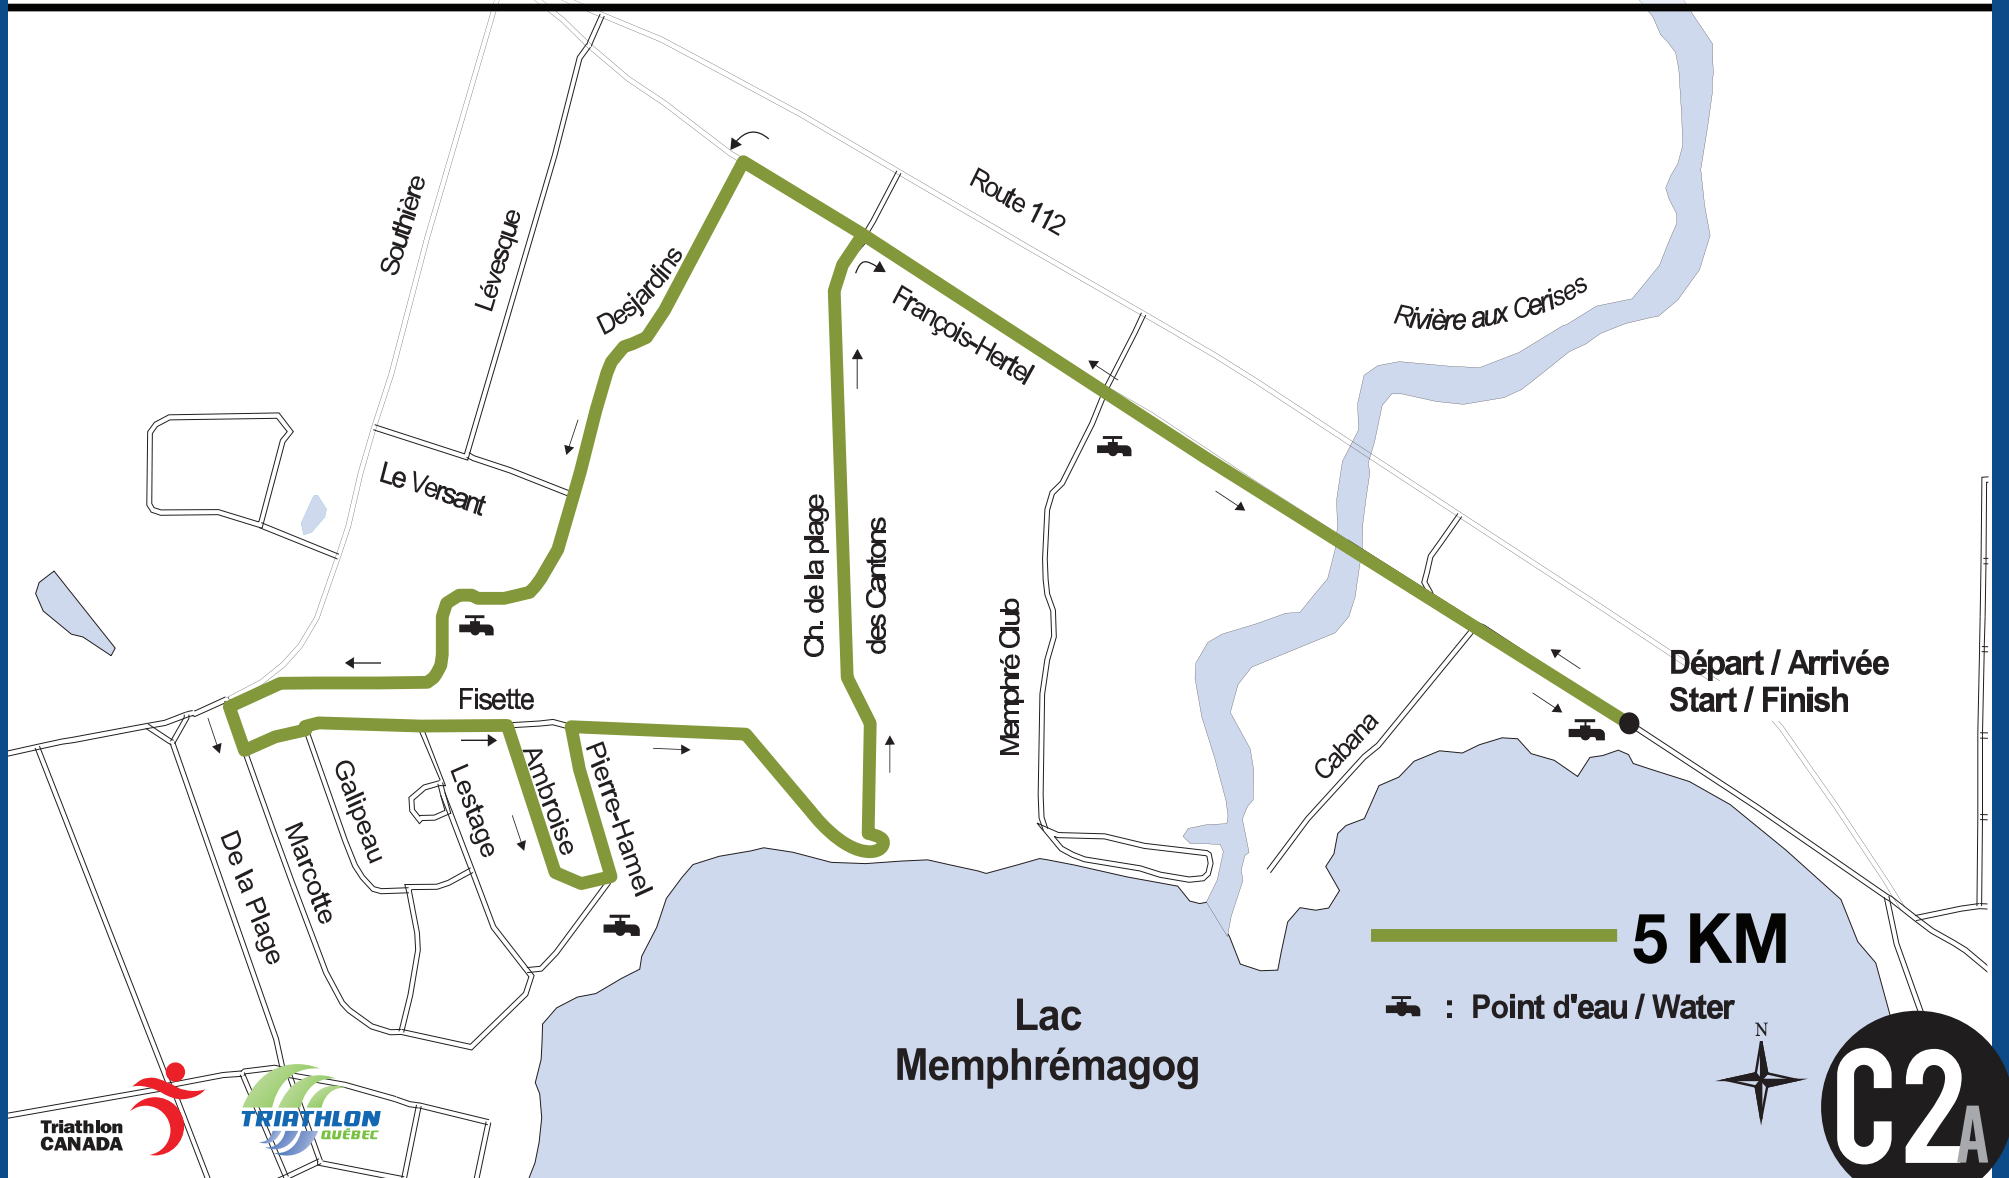 Southière
Lévesque
Desjardins
Route 112
François-Hertel
Rivière aux Cerises
Le Versant
Ch. de la plage
des Cantons
Memphré Club
Cabana
Départ / Arrivée
Start / Finish
Fisette
Ambroise
Pierre-Hamel
Galipeau
Lestage
Marcotte
De la Plage
5 KM
: Point d'eau / Water
Lac
Memphrémagog
N
C2A
Triathlon
CANADA
TRIATHLON
QUÉBEC